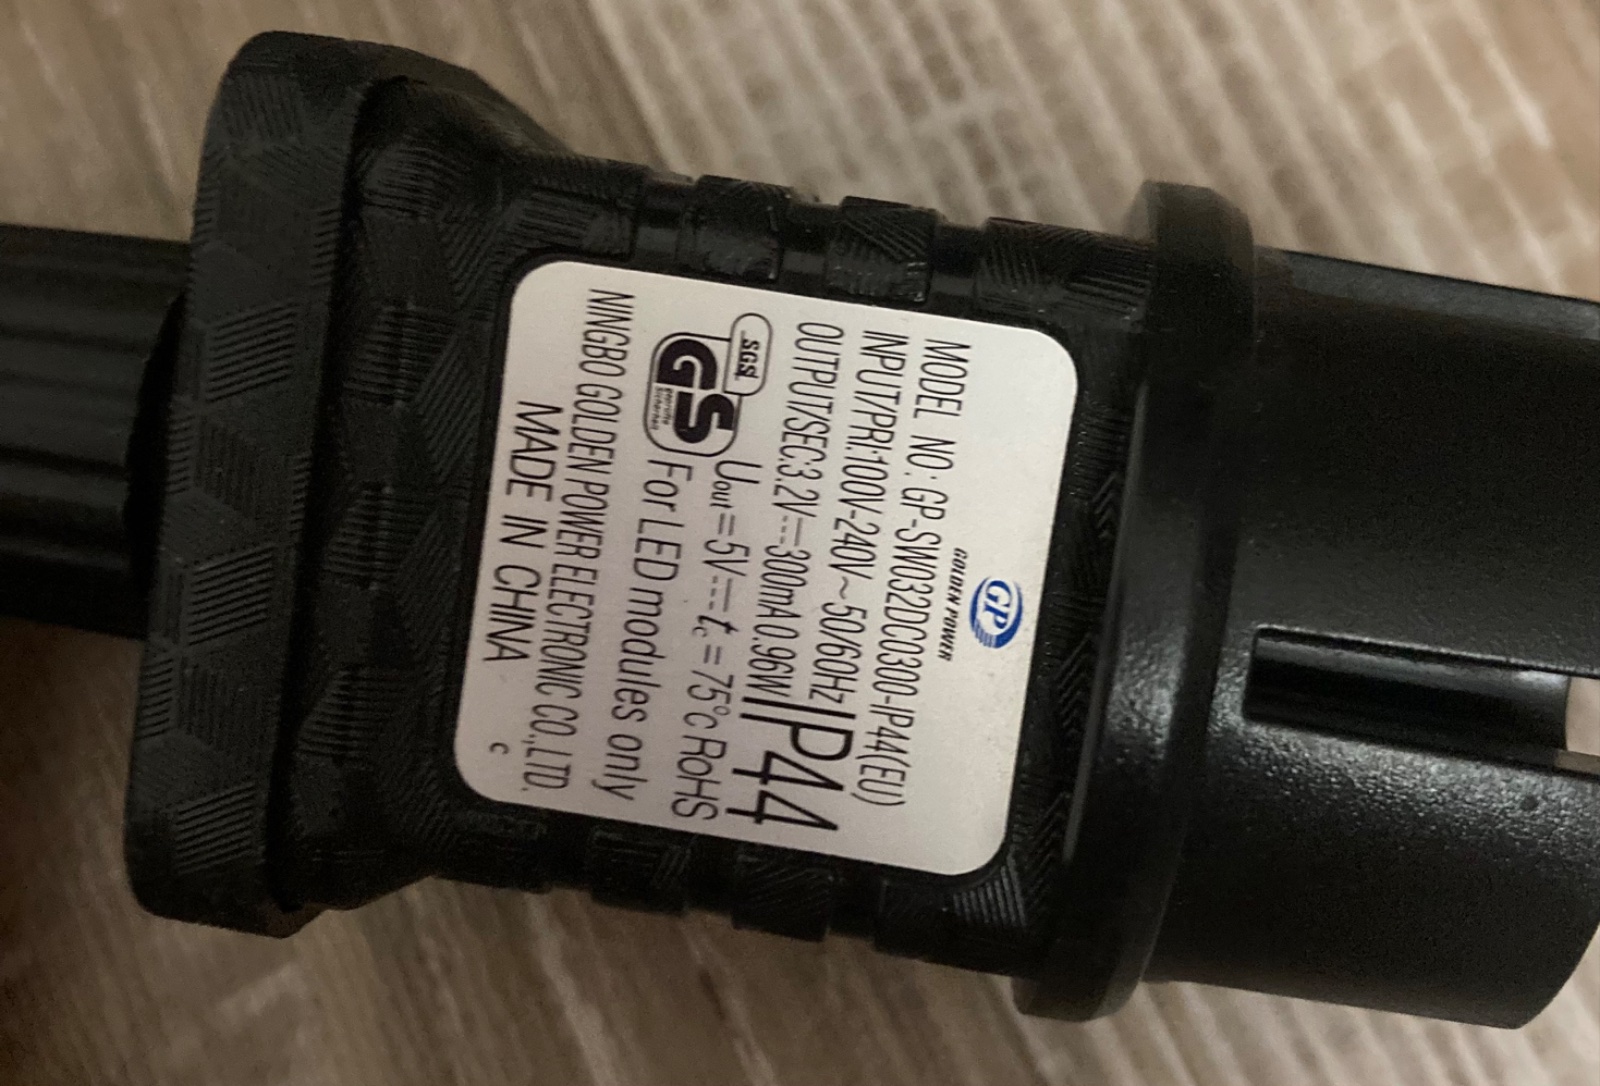 GP
GOLDEN POWER
MODEL NO.: GP-SW032DC0300-IP44(EU)
INPUT/PRI:100V-240V~50/60Hz
OUTPUT/SEC:3.2V⎓300mA0.96W
IP44
SGS
GS
geprüfte
Sicherheit
Uout=5V⎓ tc=75°c RoHS
For LED modules only
NINGBO GOLDEN POWER ELECTRONIC CO.,LTD.
MADE IN CHINA
C